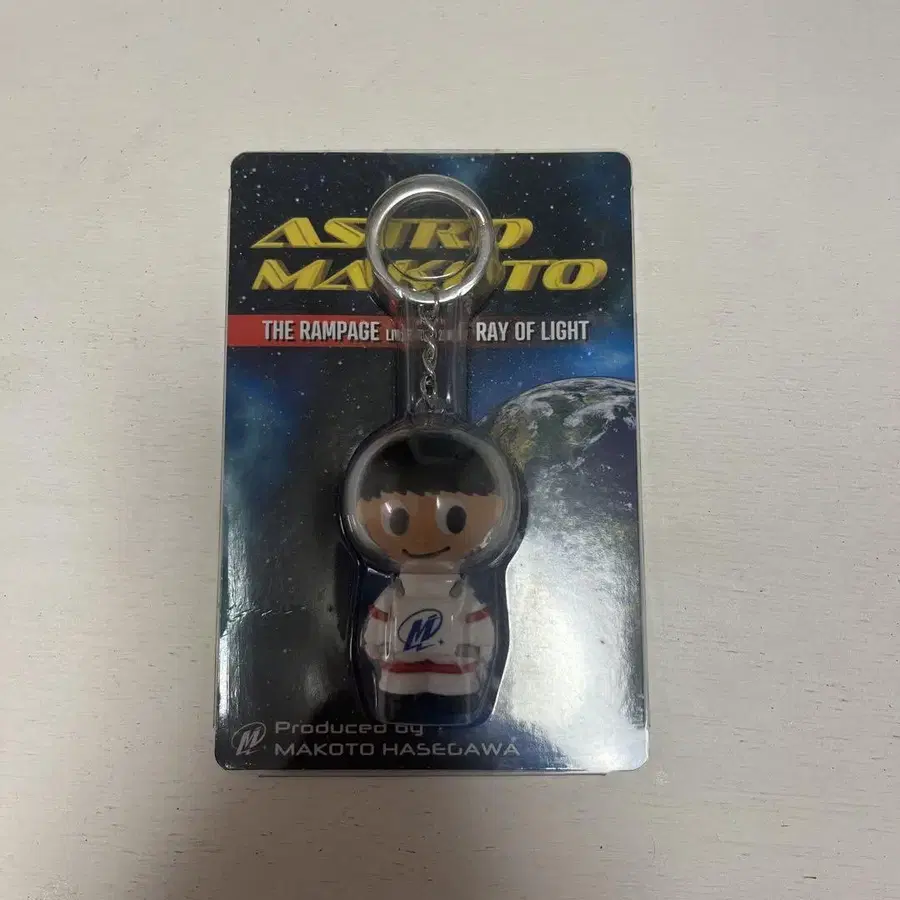 ASTRO
MAKOTO
THE RAMPAGE RAY OF LIGHT
M
M Produced by
MAKOTO HASEGAWA